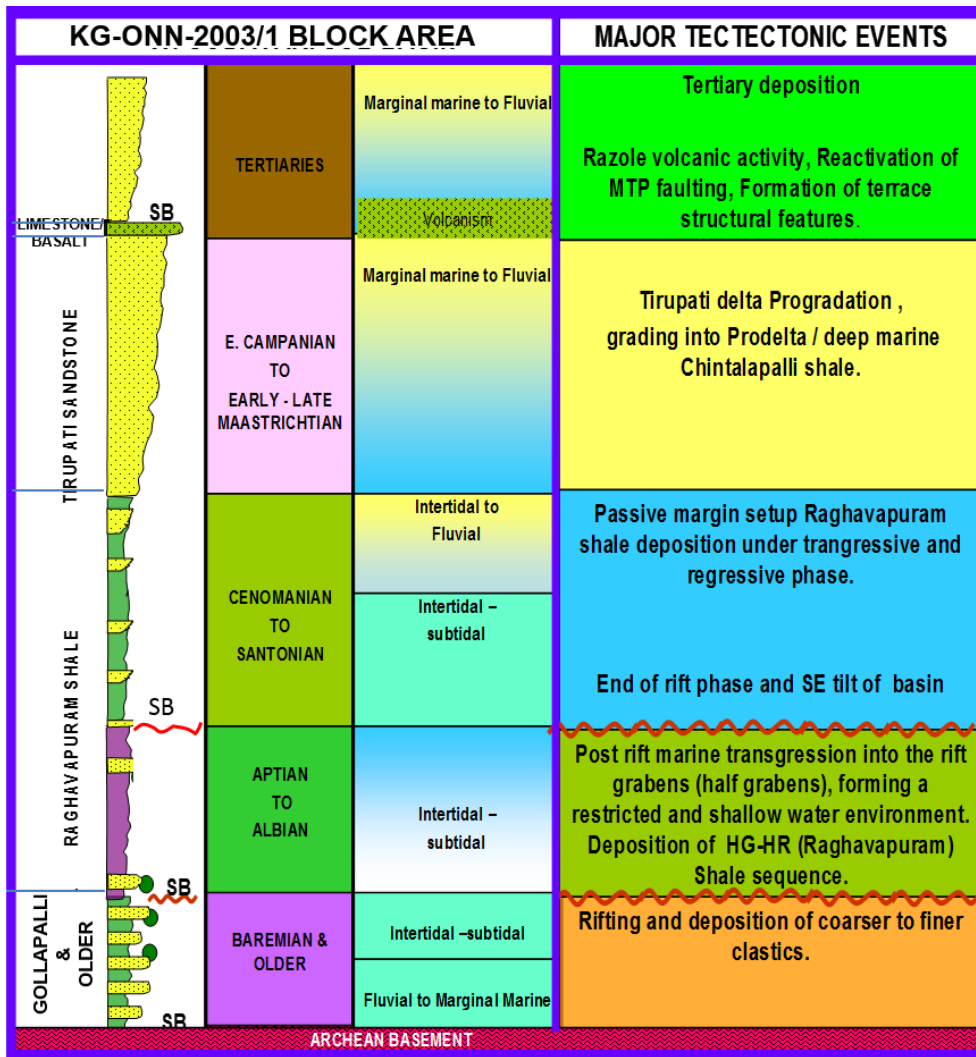 KG-ONN-2003/1 BLOCK AREA
MAJOR TECTECTONIC EVENTS
SB
LIMESTONE/
BASALT
TIRUPATI SANDSTONE
RAGHAVAPURAM SHALE
SB
SB
GOLLAPALLI
&
OLDER
SB
TERTIARIES
E. CAMPANIAN
TO
EARLY - LATE
MAASTRICHTIAN
CENOMANIAN
TO
SANTONIAN
APTIAN
TO
ALBIAN
BAREMIAN &
OLDER
Marginal marine to Fluvial
Volcanism
Marginal marine to Fluvial
Intertidal to
Fluvial
Intertidal –
subtidal
Intertidal –
subtidal
Intertidal –subtidal
Fluvial to Marginal Marine
Tertiary deposition
Razole volcanic activity, Reactivation of
MTP faulting, Formation of terrace
structural features.
Tirupati delta Progradation ,
grading into Prodelta / deep marine
Chintalapalli shale.
Passive margin setup Raghavapuram
shale deposition under trangressive and
regressive phase.
End of rift phase and SE tilt of basin
Post rift marine transgression into the rift
grabens (half grabens), forming a
restricted and shallow water environment.
Deposition of HG-HR (Raghavapuram)
Shale sequence.
Rifting and deposition of coarser to finer
clastics.
ARCHEAN BASEMENT